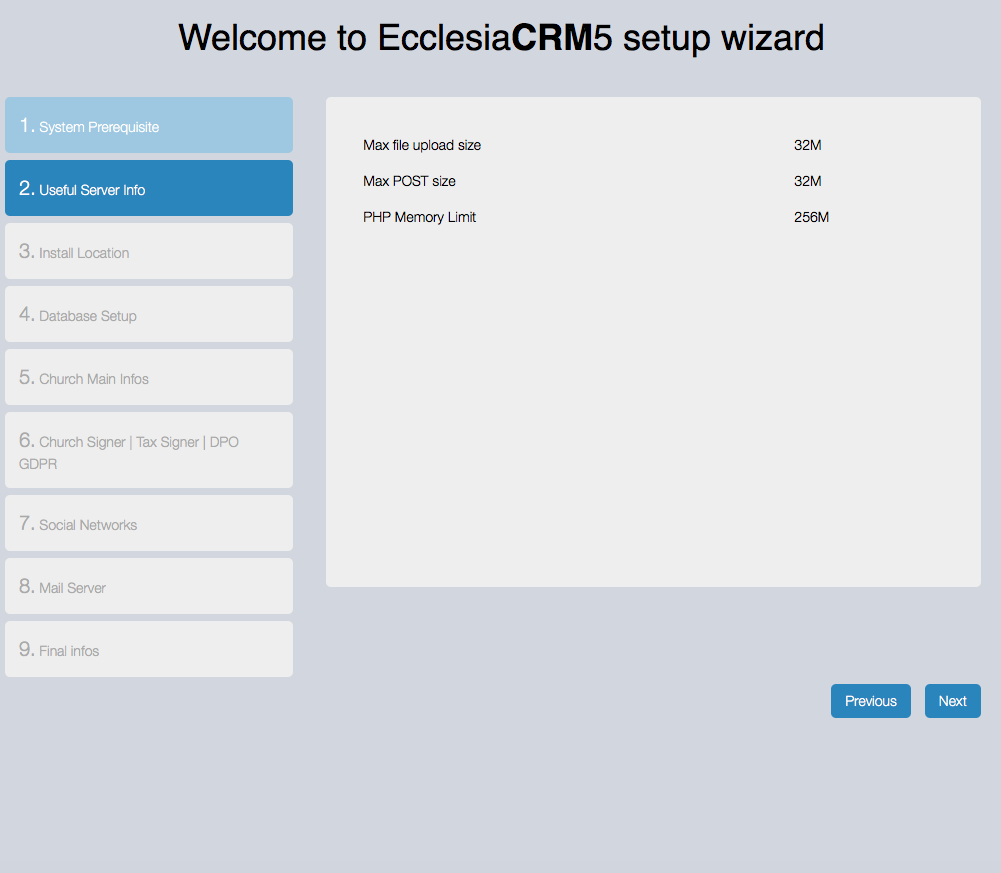 Welcome to EcclesiaCRM5 setup wizard
1. System Prerequisite
2. Useful Server Info
3. Install Location
4. Database Setup
5. Church Main Infos
6. Church Signer | Tax Signer | DPO
GDPR
7. Social Networks
8. Mail Server
9. Final infos
Max file upload size 32M
Max POST size 32M
PHP Memory Limit 256M
Previous Next